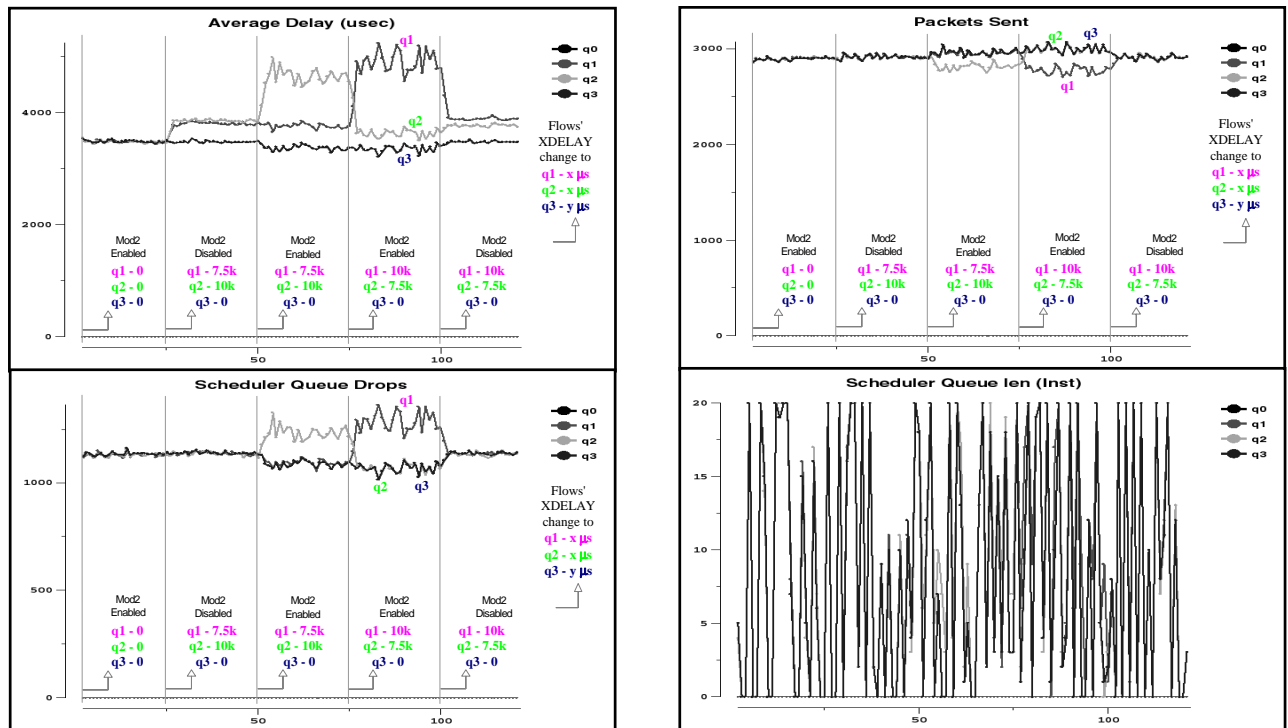 Average Delay (usec)
q1
q2
q3
q0
q1
q2
q3
4000
2000
0
50
100
Flows'
XDELAY
change to
q1 - x µs
q2 - x µs
q3 - y µs
Mod2
Enabled
q1 - 0
q2 - 0
q3 - 0
Mod2
Disabled
q1 - 7.5k
q2 - 10k
q3 - 0
Mod2
Enabled
q1 - 7.5k
q2 - 10k
q3 - 0
Mod2
Enabled
q1 - 10k
q2 - 7.5k
q3 - 0
Mod2
Disabled
q1 - 10k
q2 - 7.5k
q3 - 0
Packets Sent
q2
q3
q1
q0
q1
q2
q3
3000
2000
1000
0
50
100
Flows'
XDELAY
change to
q1 - x µs
q2 - x µs
q3 - y µs
Mod2
Enabled
q1 - 0
q2 - 0
q3 - 0
Mod2
Disabled
q1 - 7.5k
q2 - 10k
q3 - 0
Mod2
Enabled
q1 - 7.5k
q2 - 10k
q3 - 0
Mod2
Enabled
q1 - 10k
q2 - 7.5k
q3 - 0
Mod2
Disabled
q1 - 10k
q2 - 7.5k
q3 - 0
Scheduler Queue Drops
q1
q2
q3
q0
q1
q2
q3
1000
500
0
50
100
Flows'
XDELAY
change to
q1 - x µs
q2 - x µs
q3 - y µs
Mod2
Enabled
q1 - 0
q2 - 0
q3 - 0
Mod2
Disabled
q1 - 7.5k
q2 - 10k
q3 - 0
Mod2
Enabled
q1 - 7.5k
q2 - 10k
q3 - 0
Mod2
Enabled
q1 - 10k
q2 - 7.5k
q3 - 0
Mod2
Disabled
q1 - 10k
q2 - 7.5k
q3 - 0
Scheduler Queue len (Inst)
q0
q1
q2
q3
20
15
10
5
0
50
100